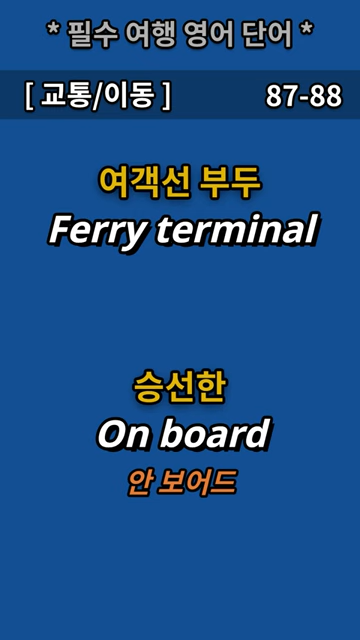 * 필수 여행 영어 단어 *
[ 교통/이동 ] 87-88
여객선 부두
Ferry terminal
승선한
On board
안 보어드